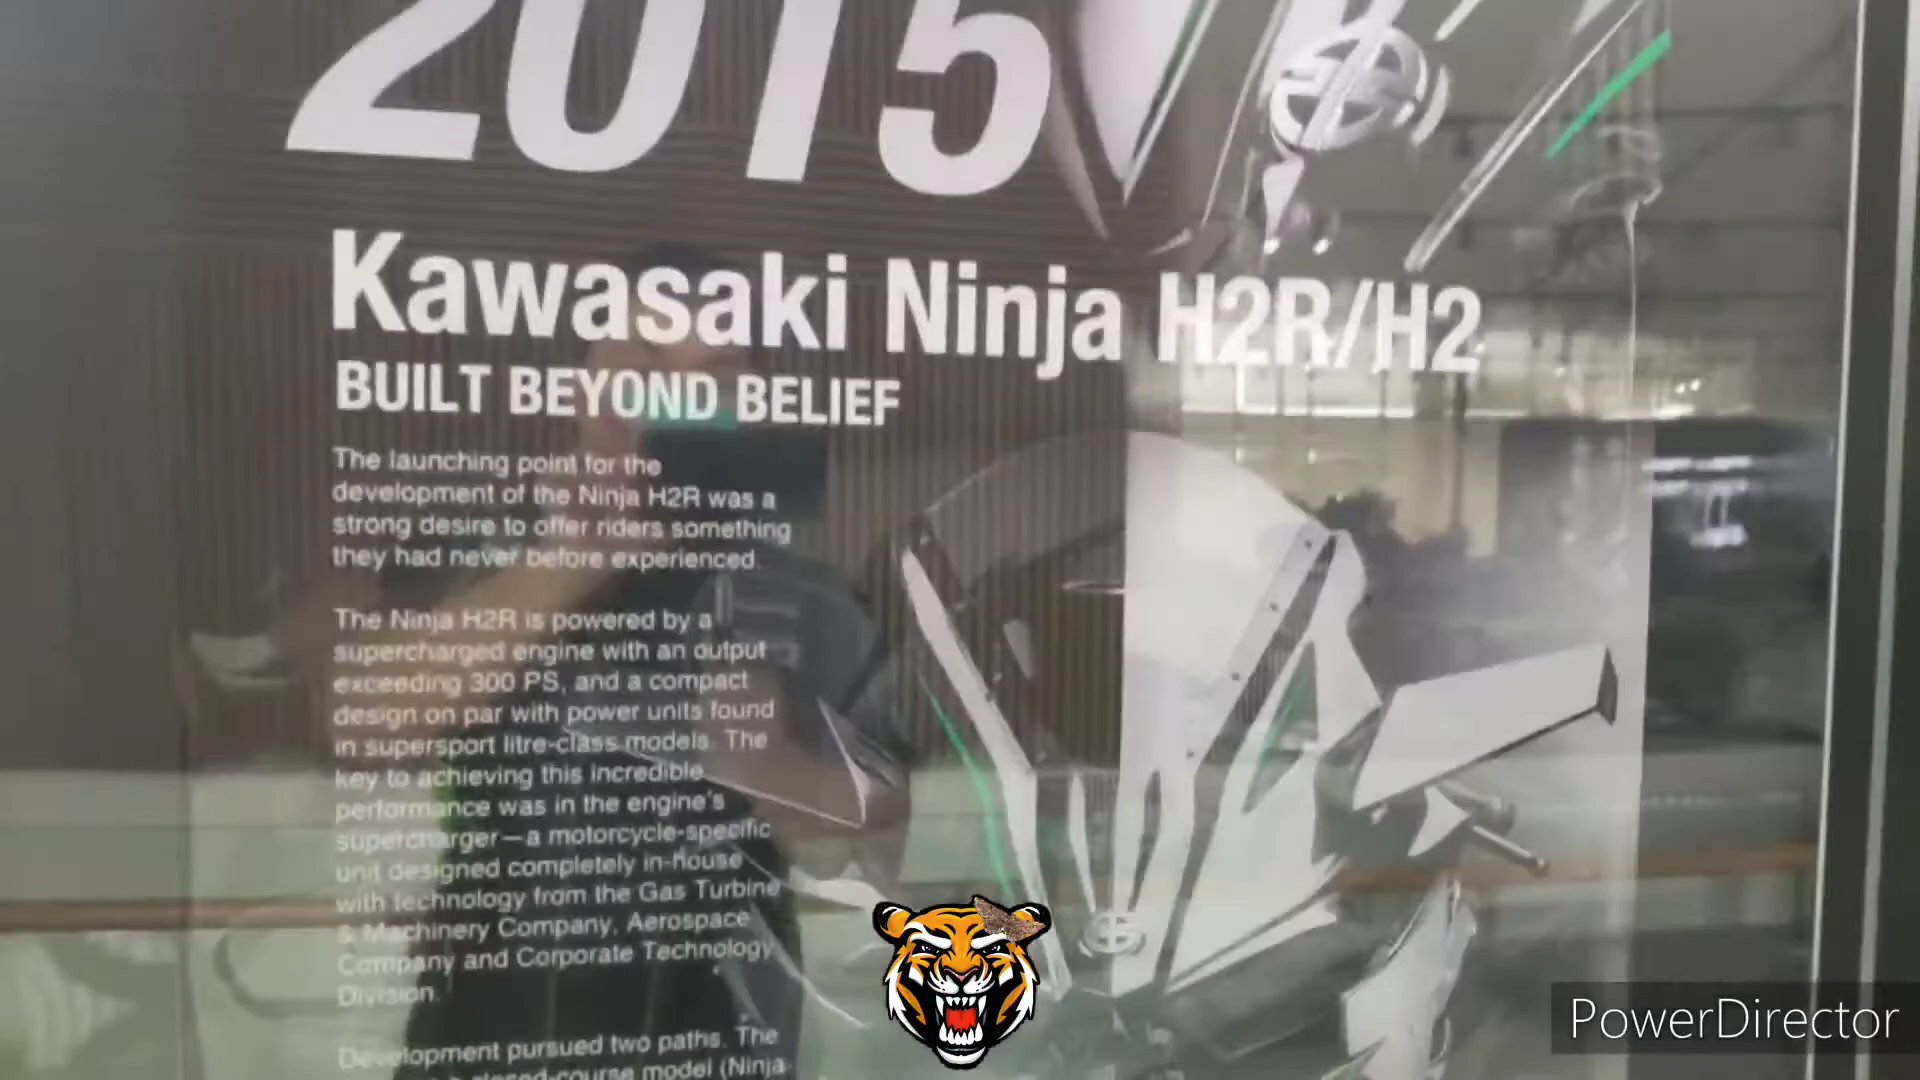 2015
Kawasaki Ninja H2R/H2
BUILT BEYOND BELIEF
The launching point for the
development of the Ninja H2R was a
strong desire to offer riders something
they had never before experienced.
The Ninja H2R is powered by a
supercharged engine with an output
exceeding 300 PS, and a compact
design on par with power units found
in supersport litre-class models. The
key to achieving this incredible
performance was in the engine's
supercharger—a motorcycle-specific
unit designed completely in-house
with technology from the Gas Turbine
& Machinery Company, Aerospace
Company and Corporate Technology
Division.
Development pursued two paths. The
closed-course model (Ninja
PowerDirector